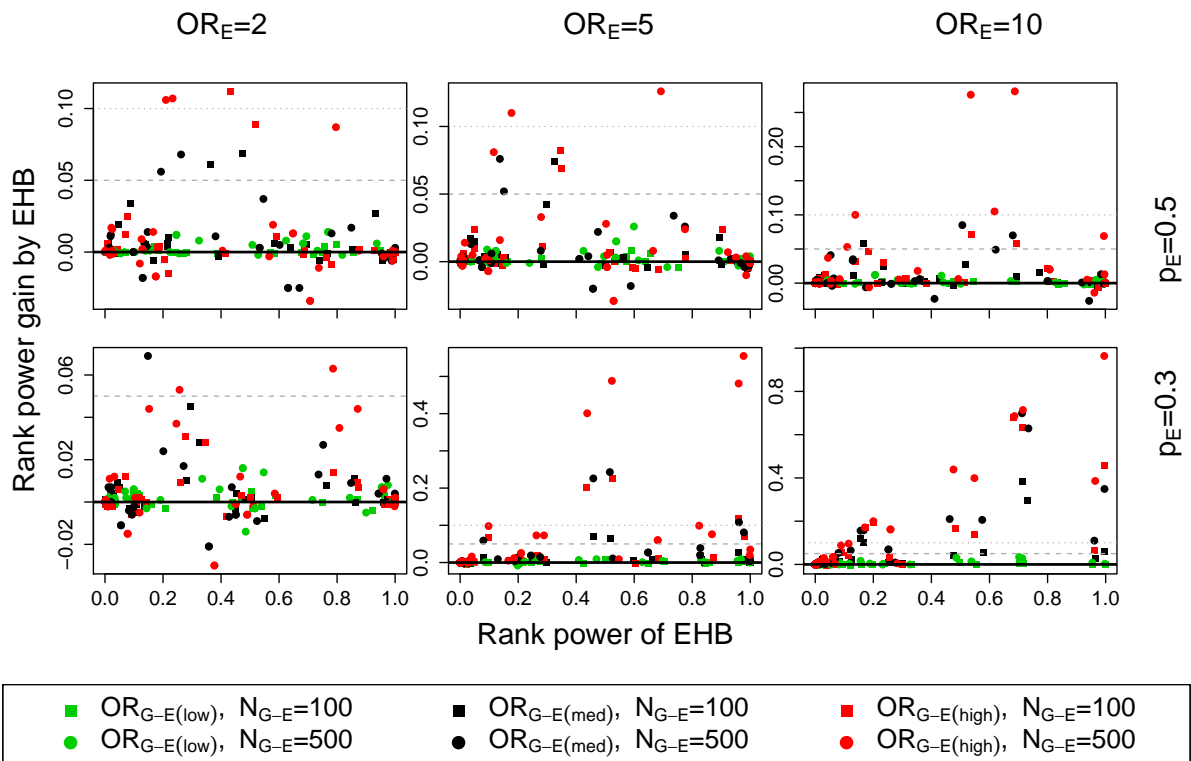 OR_E=2 OR_E=5 OR_E=10
Rank power gain by EHB
0.00 0.05 0.10
0.00 0.05 0.10
0.00 0.10 0.20
p_E=0.5
−0.02 0.02 0.06
0.0 0.2 0.4
0.0 0.4 0.8
p_E=0.3
0.0 0.2 0.4 0.6 0.8 1.0 0.0 0.2 0.4 0.6 0.8 1.0 0.0 0.2 0.4 0.6 0.8 1.0
Rank power of EHB
OR_G−E(low), N_G−E=100 OR_G−E(med), N_G−E=100 OR_G−E(high), N_G−E=100
OR_G−E(low), N_G−E=500 OR_G−E(med), N_G−E=500 OR_G−E(high), N_G−E=500